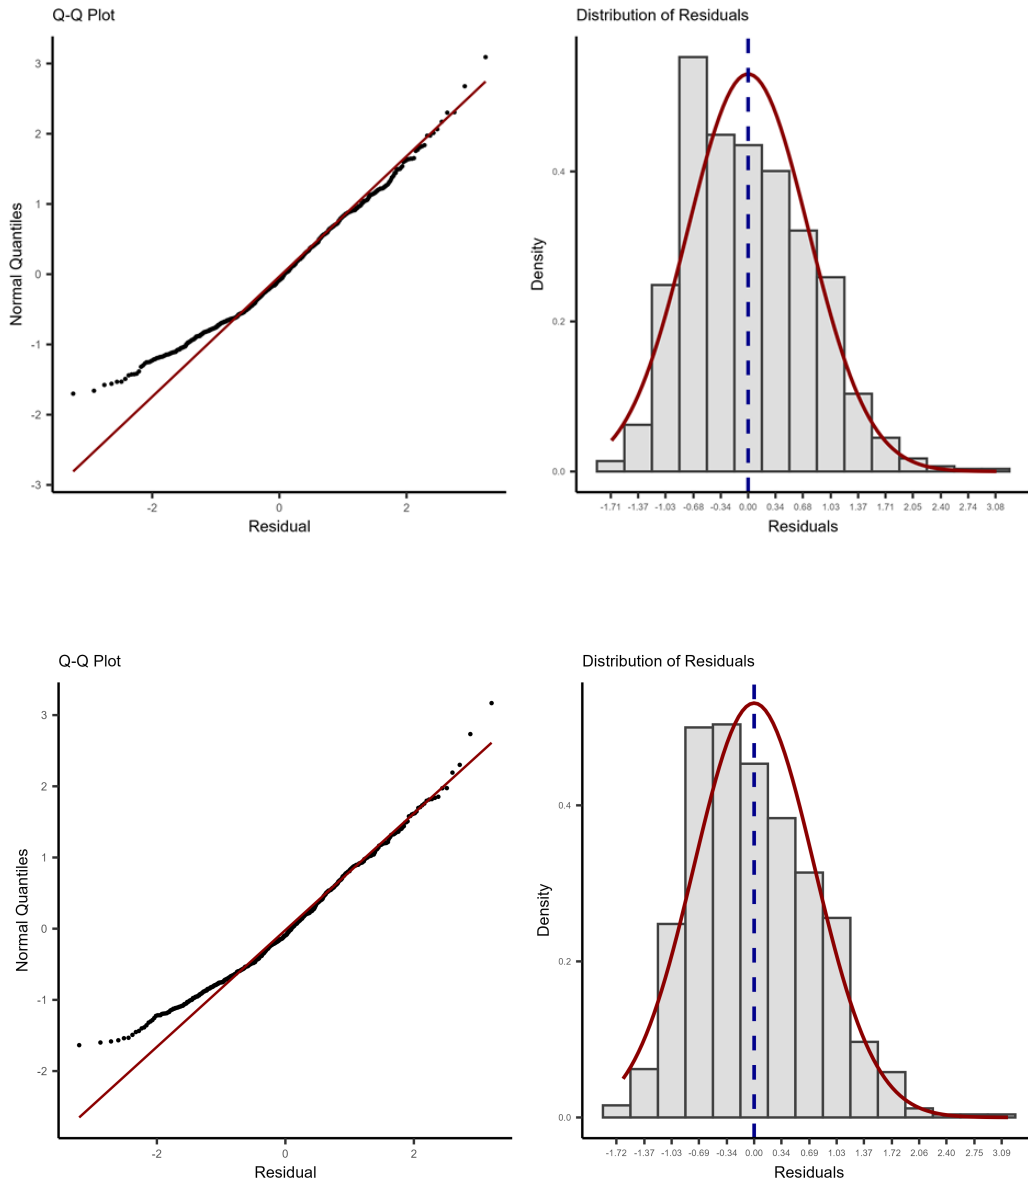 Q-Q Plot
Distribution of Residuals
3
2
1
0
-1
-2
-3
Normal Quantiles
-2 0 2
Residual
0.4
0.2
0.0
Density
-1.71 -1.37 -1.03 -0.68 -0.34 0.00 0.34 0.68 1.03 1.37 1.71 2.05 2.40 2.74 3.08
Residuals
Q-Q Plot
Distribution of Residuals
3
2
1
0
-1
-2
Normal Quantiles
-2 0 2
Residual
0.4
0.2
0.0
Density
-1.72 -1.37 -1.03 -0.69 -0.34 0.00 0.34 0.69 1.03 1.37 1.72 2.06 2.40 2.75 3.09
Residuals